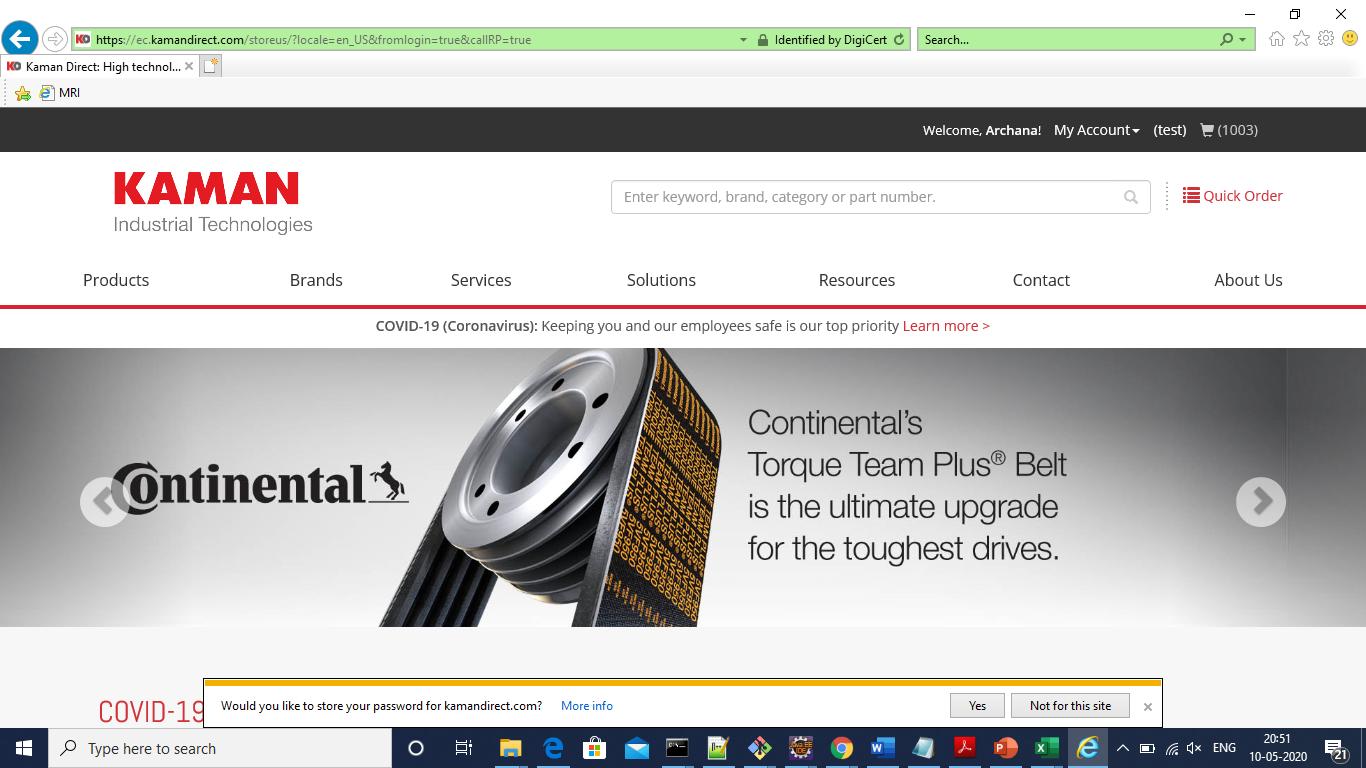 https://ec.kamandirect.com/storeus/?locale=en_US&fromlogin=true&callRP=true
Identified by DigiCert
Search...
Kaman Direct: High technol...
MRI
Welcome, Archana!
My Account
(test)
(1003)
KAMAN
Industrial Technologies
Enter keyword, brand, category or part number.
Quick Order
Products
Brands
Services
Solutions
Resources
Contact
About Us
COVID-19 (Coronavirus): Keeping you and our employees safe is our top priority Learn more >
Continental
Continental's
Torque Team Plus® Belt
is the ultimate upgrade
for the toughest drives.
COVID-19
Would you like to store your password for kamandirect.com?
More info
Yes
Not for this site
Type here to search
ENG
20:51
10-05-2020
21